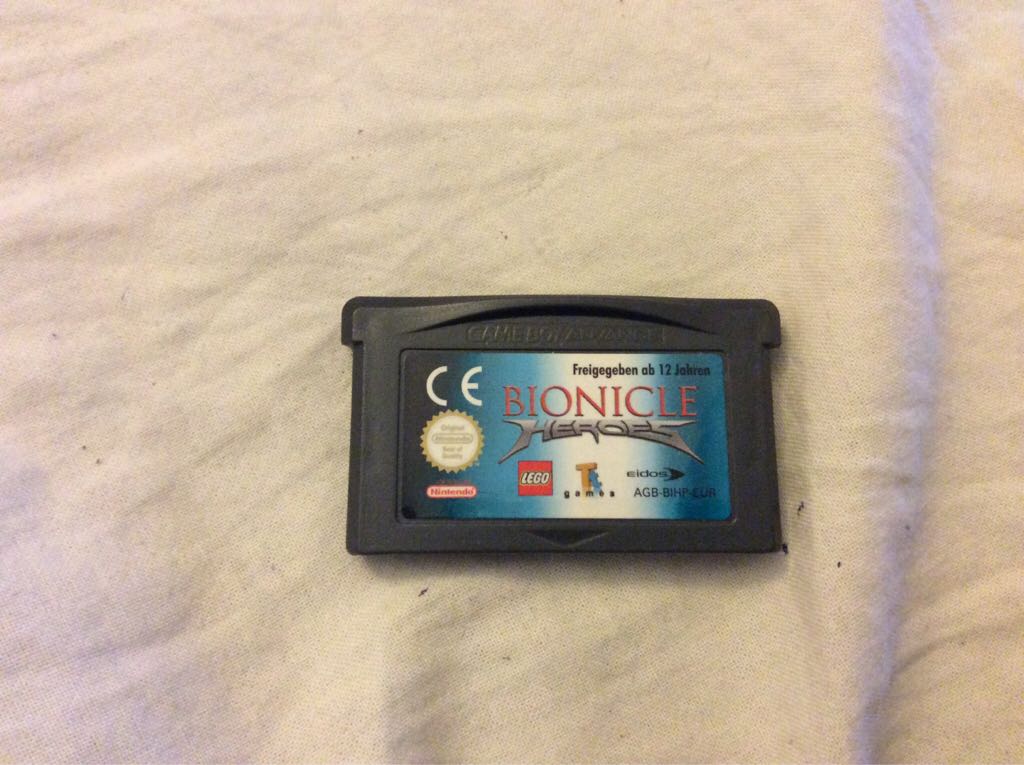 GAME BOY ADVANCE
CE
Freigegeben ab 12 Jahren
BIONICLE
HEROES
Original
Nintendo
Seal of
Quality
Nintendo
LEGO
Tt
games
eidos
AGB-BIHP-EUR